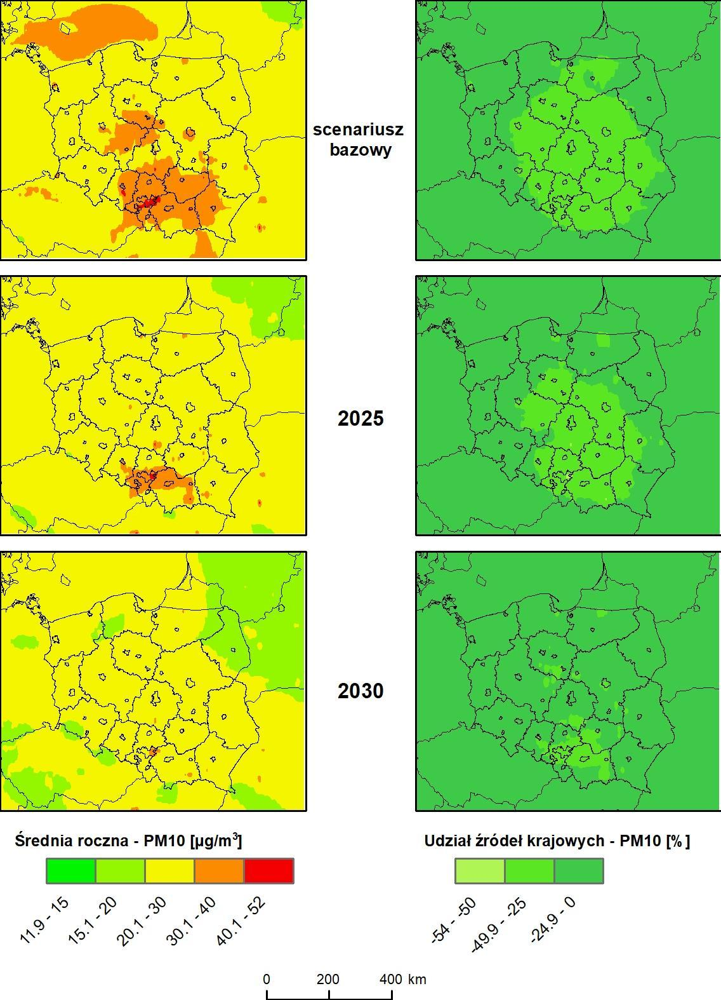 scenariusz
bazowy
2025
2030
Średnia roczna - PM10 [µg/m³]
Udział źródeł krajowych - PM10 [%]
11.9 - 15
15.1 - 20
20.1 - 30
30.1 - 40
40.1 - 52
-54 - -50
-49.9 - -25
-24.9 - 0
0 200 400 km